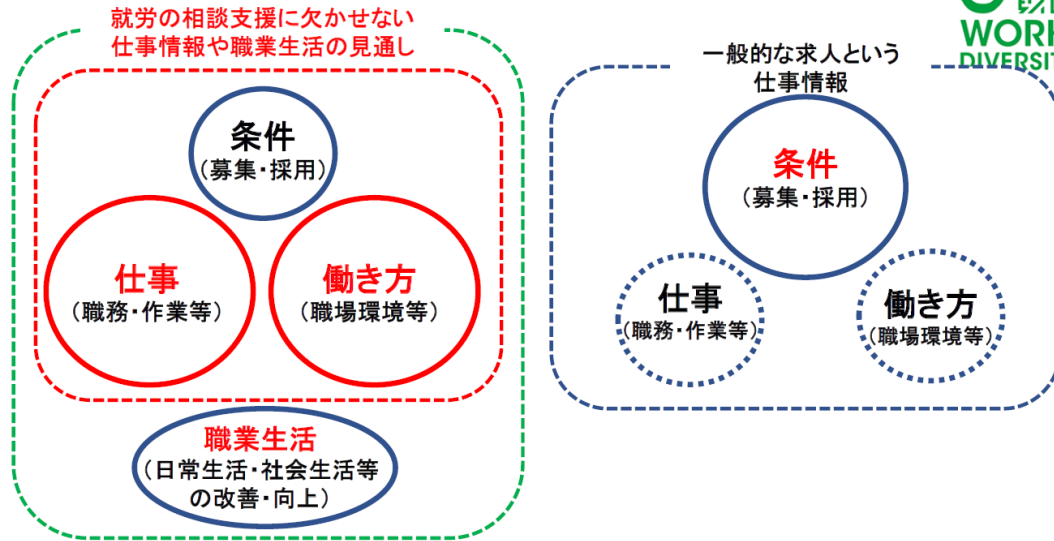 就労の相談支援に欠かせない
仕事情報や職業生活の見通し
条件
(募集・採用)
仕事
(職務・作業等)
働き方
(職場環境等)
職業生活
(日常生活・社会生活等
の改善・向上)
一般的な求人という
仕事情報
条件
(募集・採用)
仕事
(職務・作業等)
働き方
(職場環境等)